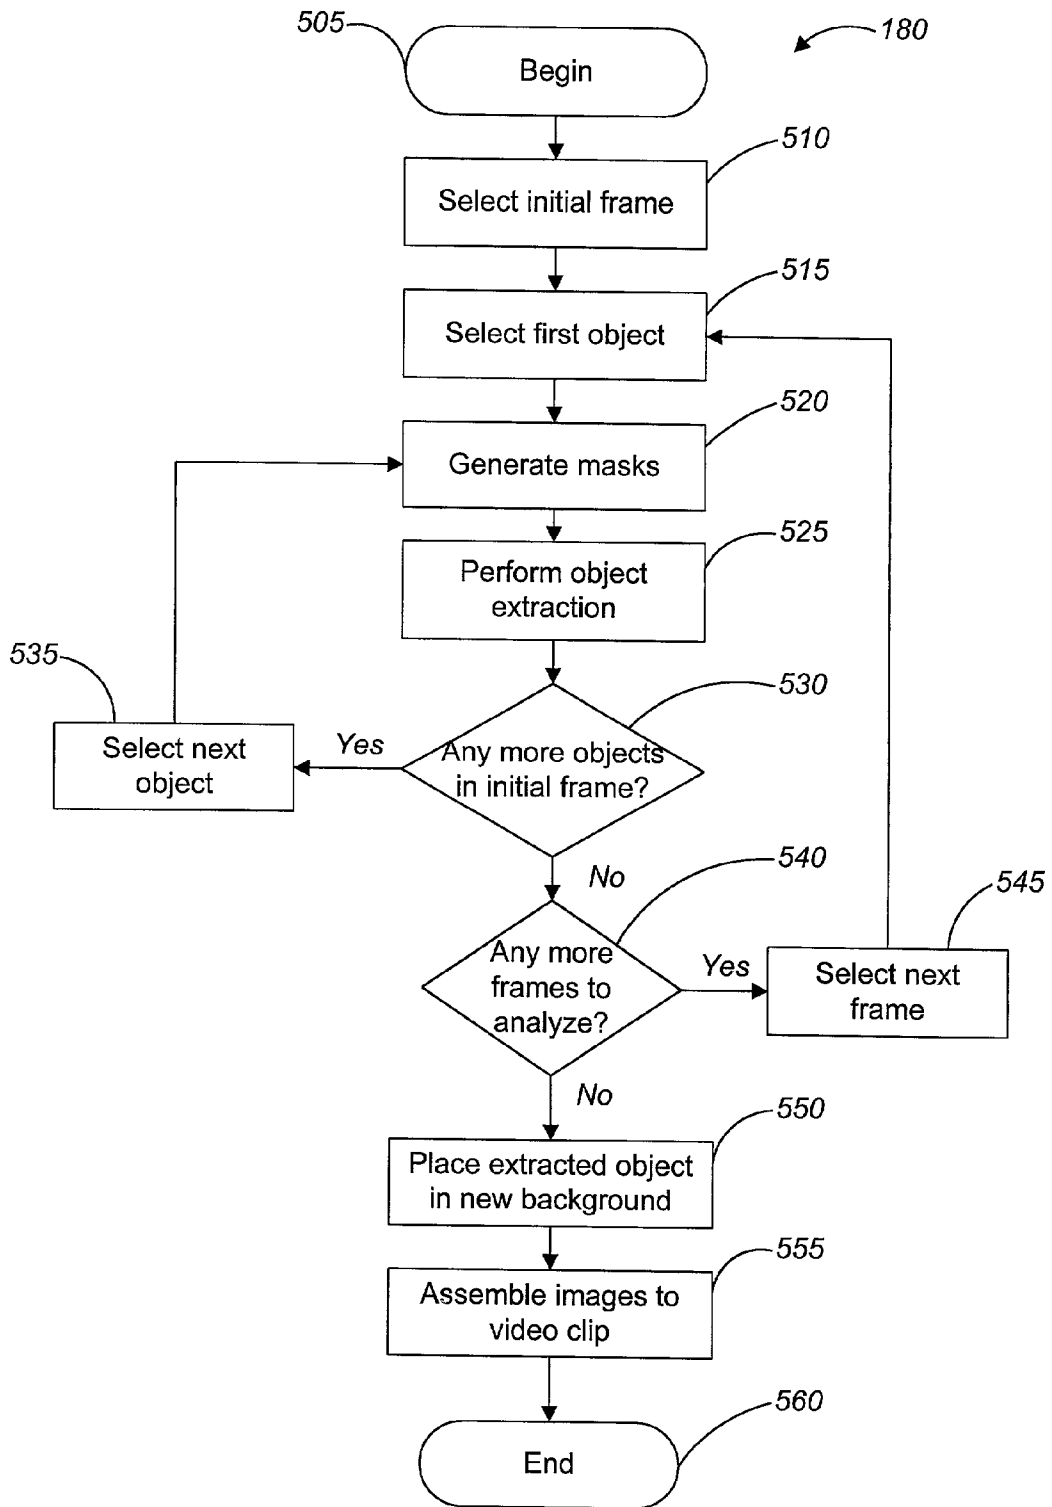 505
180
Begin
510
Select initial frame
515
Select first object
520
Generate masks
525
Perform object
extraction
535
530
Select next
object
Yes
Any more objects
in initial frame?
No
540
545
Any more
frames to
analyze?
Yes
Select next
frame
No
550
Place extracted object
in new background
555
Assemble images to
video clip
560
End